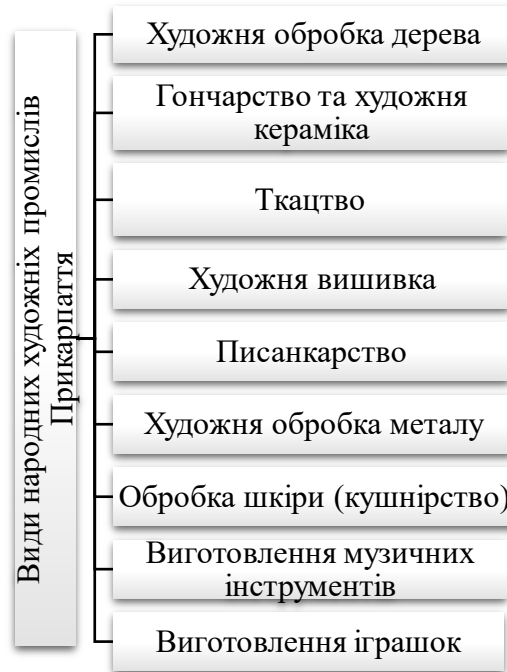 Види народних художніх промислів
Прикарпаття
Художня обробка дерева
Гончарство та художня
кераміка
Ткацтво
Художня вишивка
Писанкарство
Художня обробка металу
Обробка шкіри (кушнірство)
Виготовлення музичних
інструментів
Виготовлення іграшок